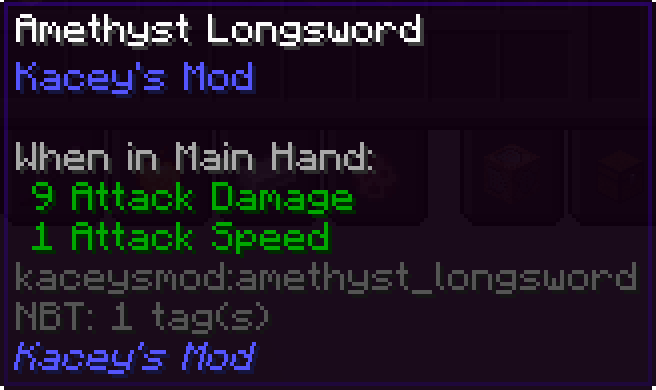 Amethyst Longsword
Kacey's Mod
When in Main Hand:
9 Attack Damage
1 Attack Speed
kaceysmod:amethyst_longsword
NBT: 1 tag(s)
Kacey's Mod